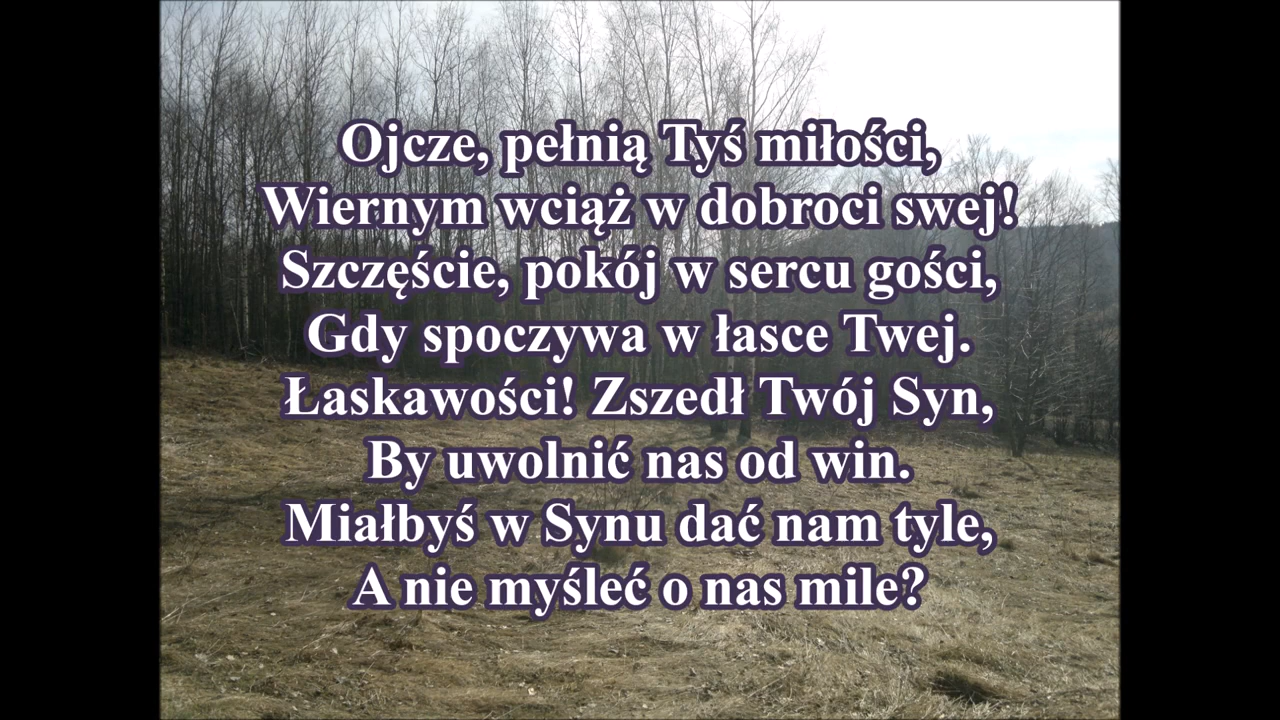 Ojcze, pełnią Tyś miłości,
Wiernym wciąż w dobroci swej!
Szczęście, pokój w sercu gości,
Gdy spoczywa w łasce Twej.
Łaskawości! Zszedł Twój Syn,
By uwolnić nas od win.
Miałbyś w Synu dać nam tyle,
A nie myśleć o nas mile?